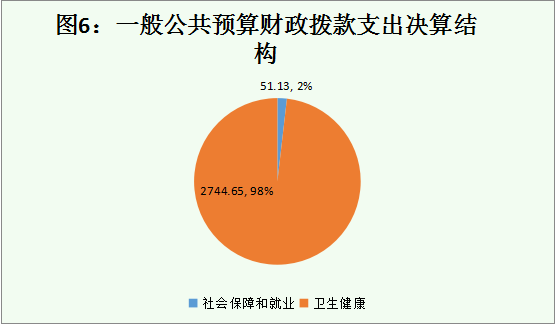 图6：一般公共预算财政拨款支出决算结
构
51.13, 2%
2744.65, 98%
社会保障和就业 卫生健康